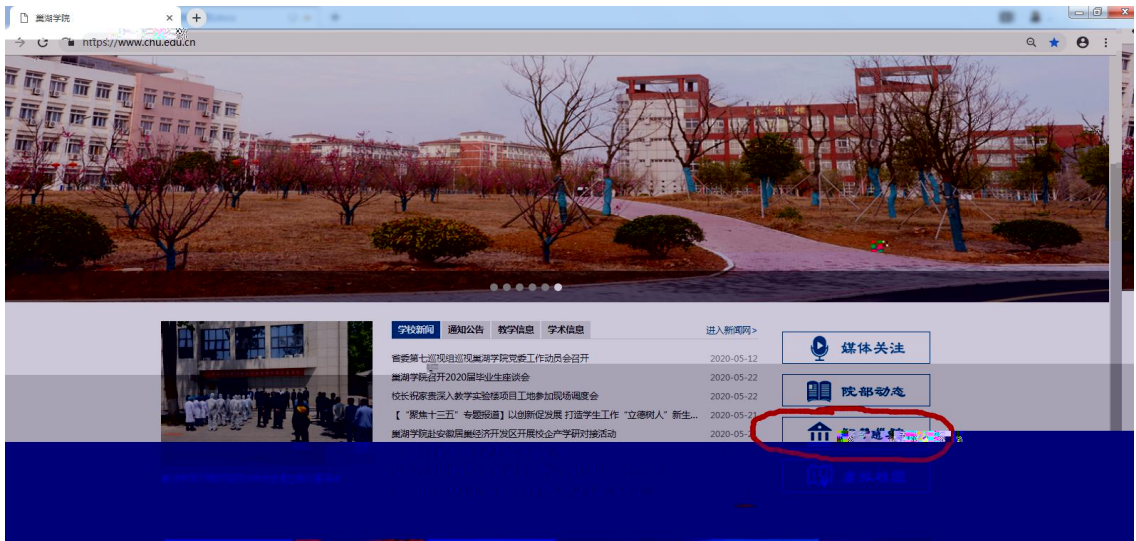 巢湖学院
https://www.chu.edu.cn
学校新闻 通知公告 教学信息 学术信息 进入新闻网>
省委第七巡视组巡视巢湖学院党委工作动员会召开 2020-05-12
巢湖学院召开2020届毕业生座谈会 2020-05-22
校长祝家贵深入教学实验楼项目工地参加现场调度会 2020-05-22
【“聚焦十三五”专题报道】以创新促发展 打造学生工作“立德树人”新生... 2020-05-21
巢湖学院赴安徽居巢经济开发区开展校企产学研对接活动
媒体关注
院部动态